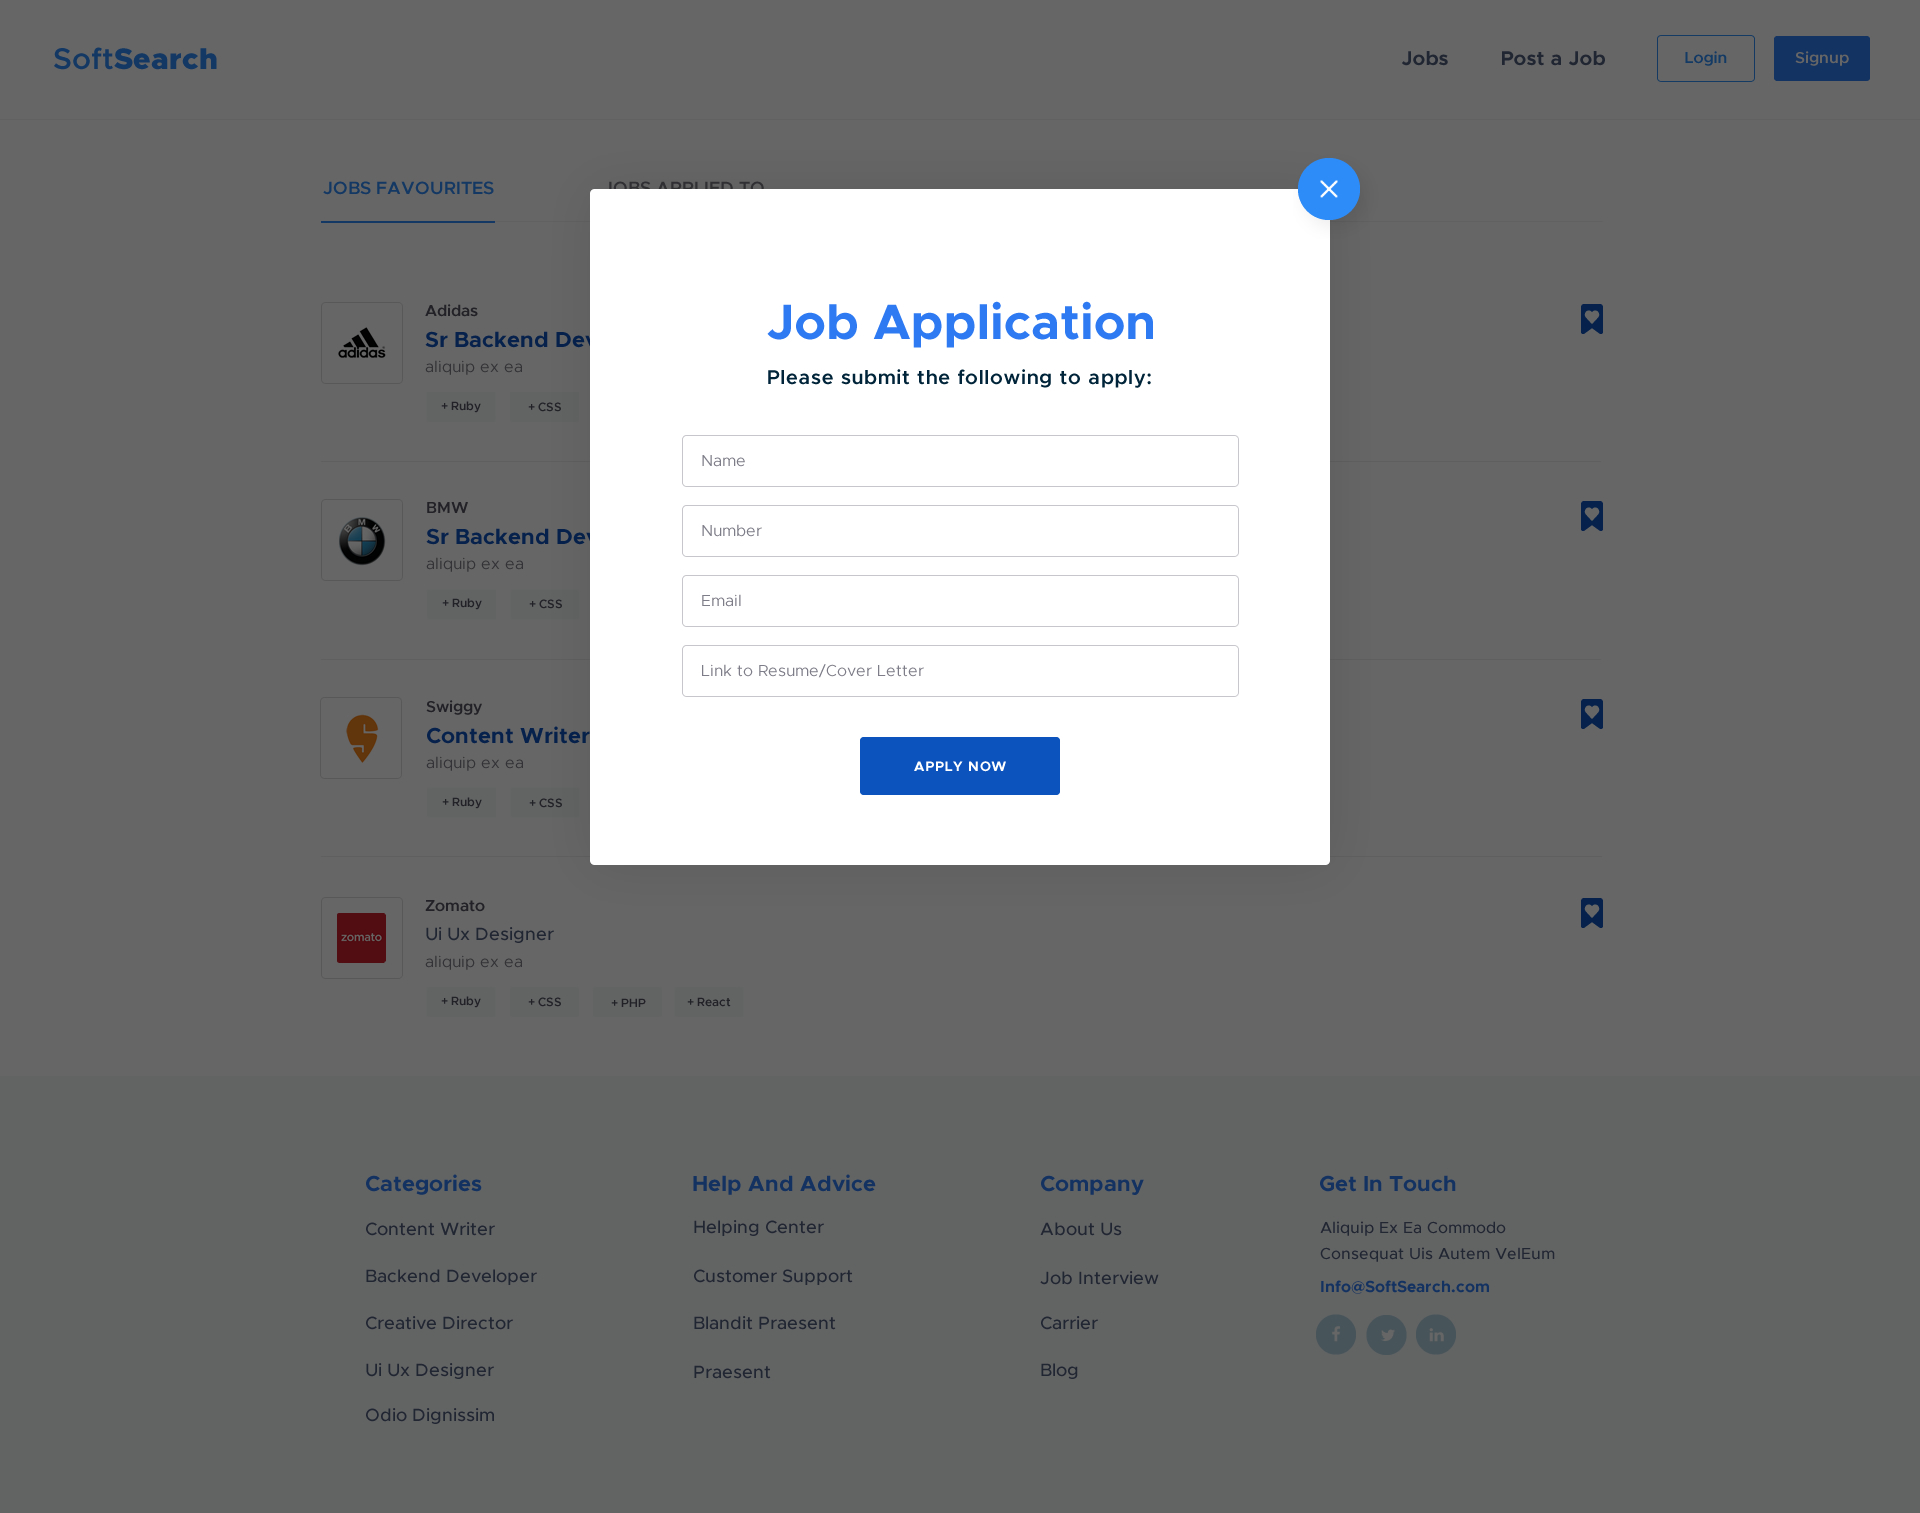 SoftSearch
Jobs
Post a Job
Login
Signup
JOBS FAVOURITES
JOBS APPLIED TO
Job Application
Please submit the following to apply:
Name
Number
Email
Link to Resume/Cover Letter
APPLY NOW
adidas
Adidas
Sr Backend Dev
aliquip ex ea
+ Ruby
+ CSS
BMW
BMW
Sr Backend Dev
aliquip ex ea
+ Ruby
+ CSS
Swiggy
Content Writer
aliquip ex ea
+ Ruby
+ CSS
zomato
Zomato
Ui Ux Designer
aliquip ex ea
+ Ruby
+ CSS
+ PHP
+ React
Categories
Content Writer
Backend Developer
Creative Director
Ui Ux Designer
Odio Dignissim
Help And Advice
Helping Center
Customer Support
Blandit Praesent
Praesent
Company
About Us
Job Interview
Carrier
Blog
Get In Touch
Aliquip Ex Ea Commodo
Consequat Uis Autem VelEum
Info@SoftSearch.com